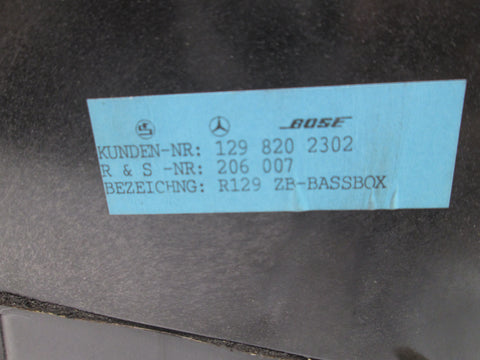 BOSE
KUNDEN-NR: 129 820 2302
R & S -NR: 206 007
BEZEICHNG: R129 ZB-BASSBOX